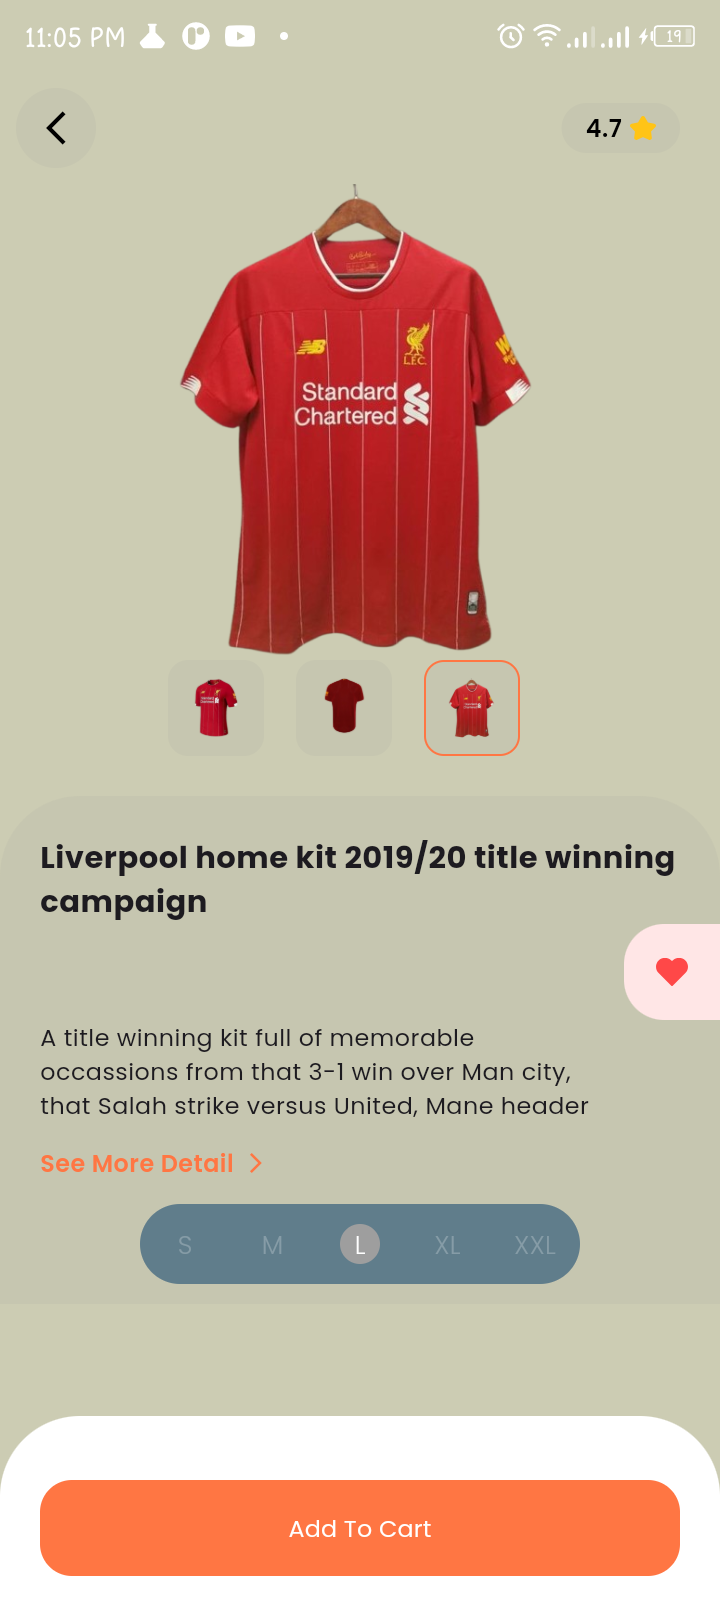 11:05 PM
19
4.7
NB
L.F.C.
Standard
Chartered
Liverpool home kit 2019/20 title winning
campaign
A title winning kit full of memorable
occassions from that 3-1 win over Man city,
that Salah strike versus United, Mane header
See More Detail
S M L XL XXL
Add To Cart